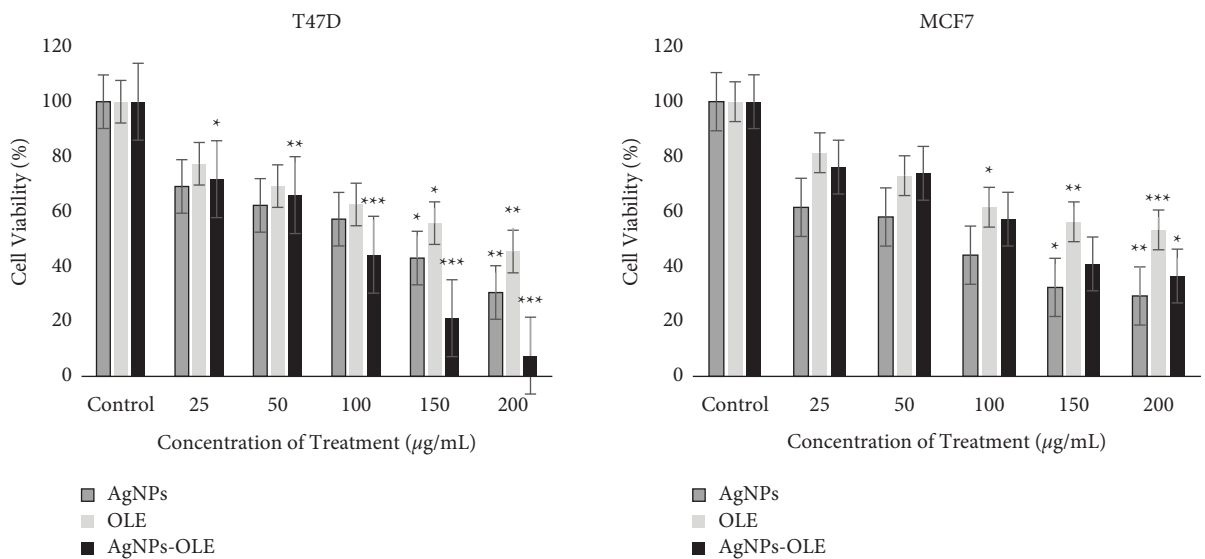 T47D
120
100
80
60
40
20
0
Cell Viability (%)
*
**
***
*
*
***
**
**
***
Control 25 50 100 150 200
Concentration of Treatment (μg/mL)
AgNPs
OLE
AgNPs-OLE
MCF7
120
100
80
60
40
20
0
Cell Viability (%)
*
*
**
**
***
*
Control 25 50 100 150 200
Concentration of Treatment (μg/mL)
AgNPs
OLE
AgNPs-OLE